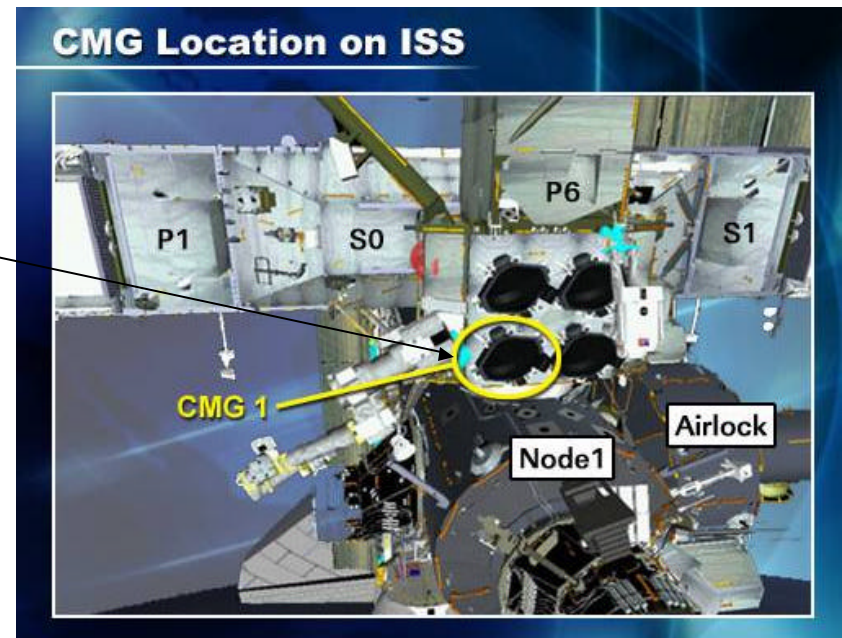 CMG Location on ISS
P6
P1
S0
S1
CMG 1
Airlock
Node1